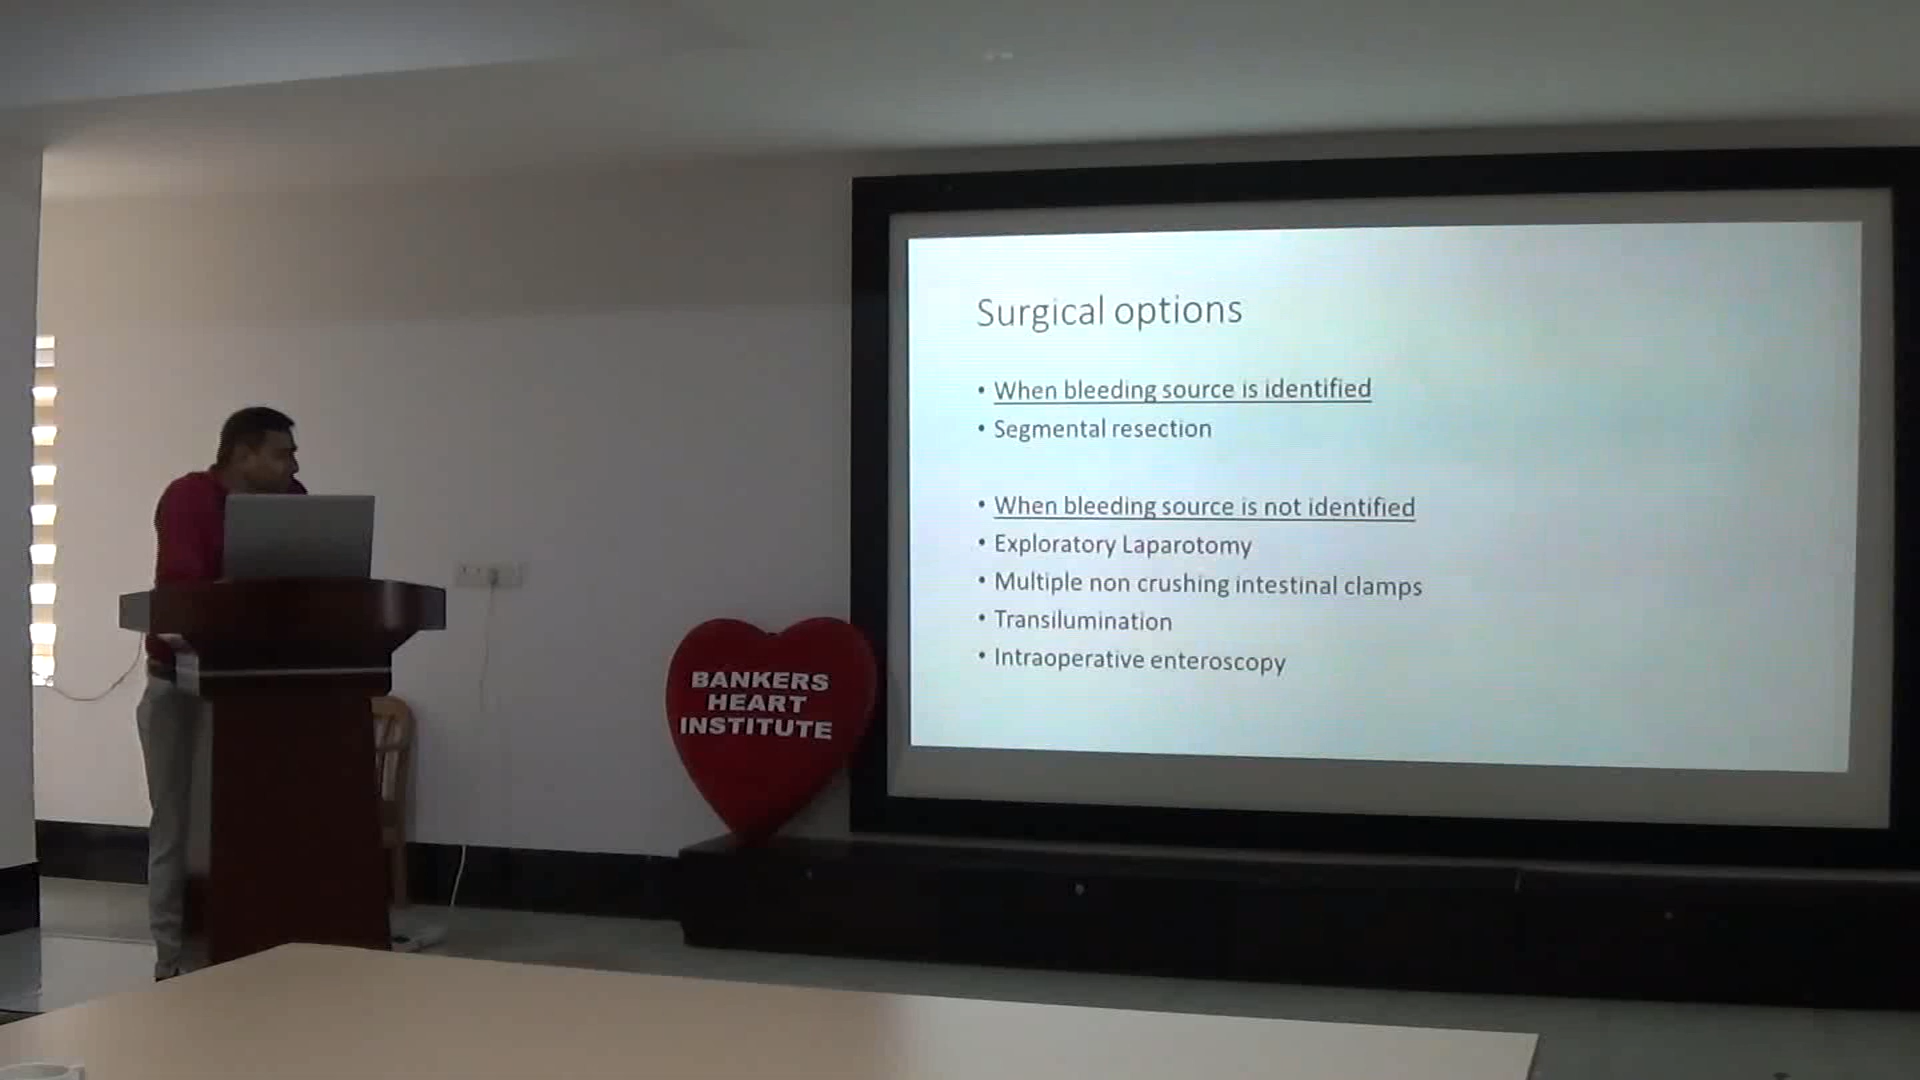 Surgical options
• When bleeding source is identified
• Segmental resection
• When bleeding source is not identified
• Exploratory Laparotomy
• Multiple non crushing intestinal clamps
• Transilumination
• Intraoperative enteroscopy
BANKERS
HEART
INSTITUTE